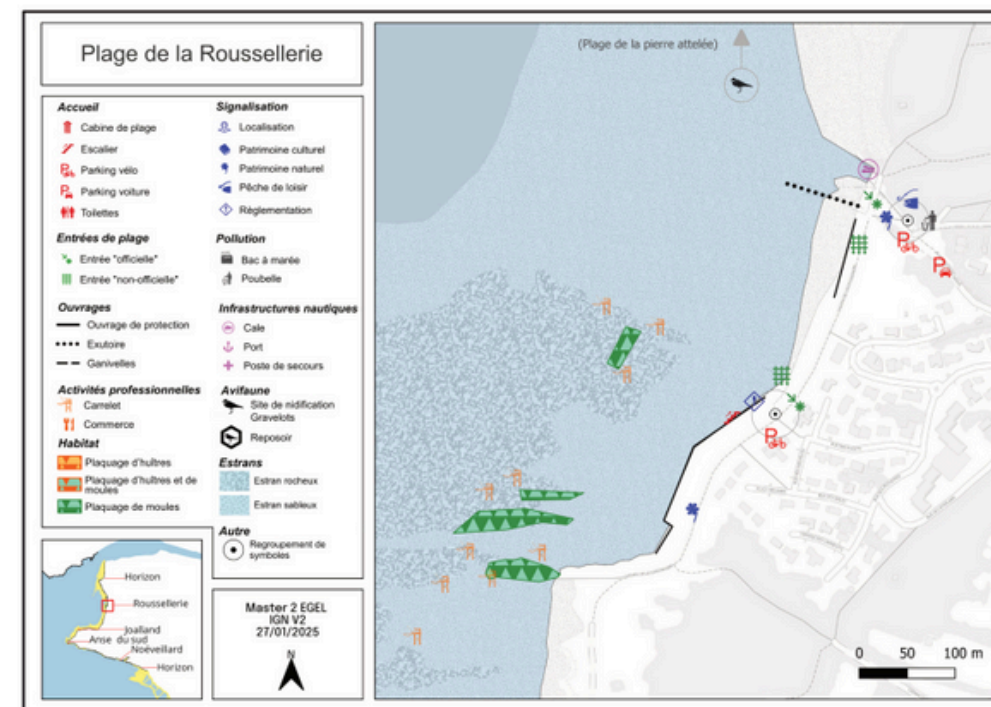 Plage de la Roussellerie
Accueil
Cabine de plage
Escalier
Parking vélo
Parking voiture
Toilettes
Entrées de plage
Entrée "officielle"
Entrée "non-officielle"
Ouvrages
Ouvrage de protection
Exutoire
Ganivelles
Activités professionnelles
Carrelet
Commerce
Habitat
Plaquage d'huîtres
Plaquage d'huîtres et de
moules
Plaquage de moules
Signalisation
Localisation
Patrimoine culturel
Patrimoine naturel
Pêche de loisir
Règlementation
Pollution
Bac à marée
Poubelle
Infrastructures nautiques
Cale
Port
Poste de secours
Avifaune
Site de nidification
Gravelots
Reposoir
Estrans
Estran rocheux
Estran sableux
Autre
Regroupement de
symboles
Horizon
Roussellerie
Joalland
Anse du sud
Noëveillard
Horizon
Master 2 EGEL
IGN V2
27/01/2025
N
(Plage de la pierre attelée)
0 50 100 m